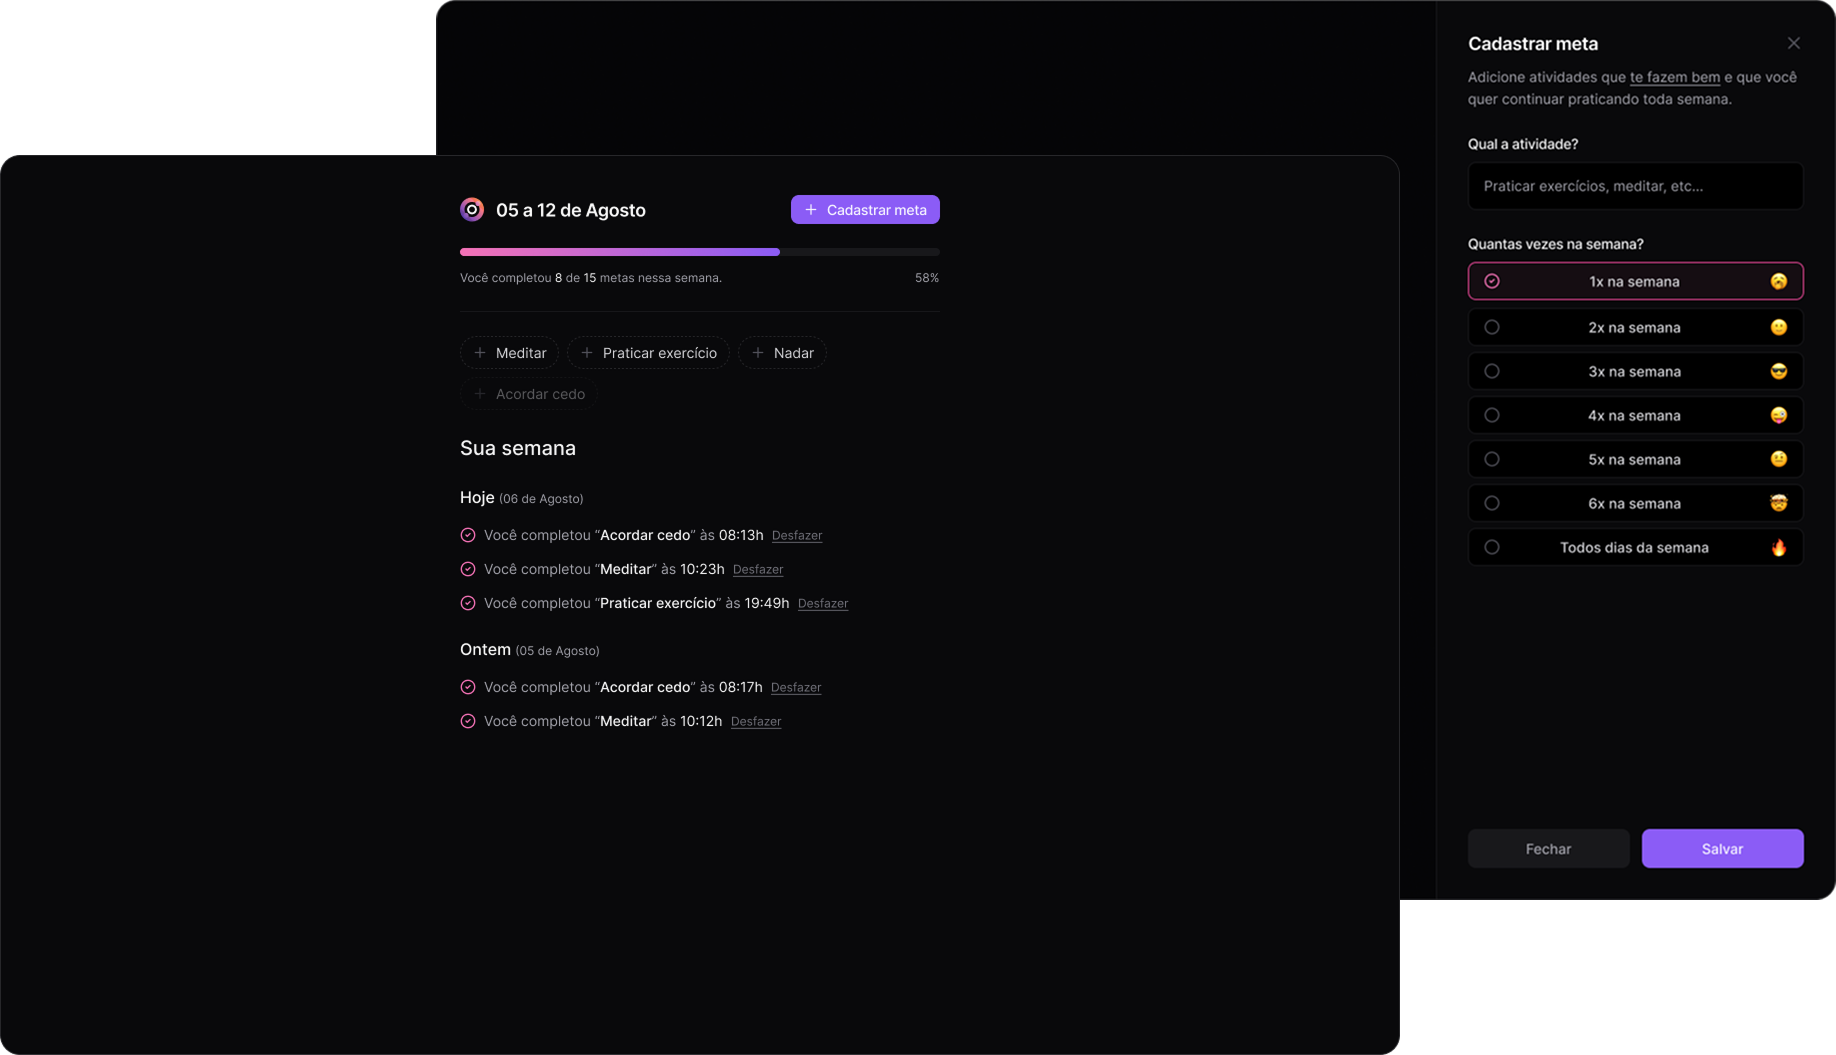 05 a 12 de Agosto
Cadastrar meta
Você completou 8 de 15 metas nessa semana.
58%
Meditar
Praticar exercício
Nadar
Acordar cedo
Sua semana
Hoje (06 de Agosto)
Você completou “Acordar cedo” às 08:13h Desfazer
Você completou “Meditar” às 10:23h Desfazer
Você completou “Praticar exercício” às 19:49h Desfazer
Ontem (05 de Agosto)
Você completou “Acordar cedo” às 08:17h Desfazer
Você completou “Meditar” às 10:12h Desfazer
Cadastrar meta
Adicione atividades que te fazem bem e que você
quer continuar praticando toda semana.
Qual a atividade?
Praticar exercícios, meditar, etc...
Quantas vezes na semana?
1x na semana
2x na semana
3x na semana
4x na semana
5x na semana
6x na semana
Todos dias da semana
Fechar
Salvar